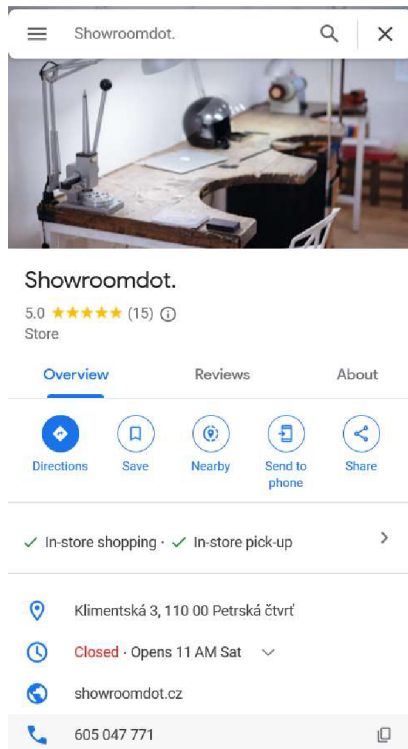 Showroomdot.
Showroomdot.
5.0 (15)
Store
Overview Reviews About
Directions Save Nearby Send to phone Share
In-store shopping · In-store pick-up
Klimentská 3, 110 00 Petrská čtvrť
Closed · Opens 11 AM Sat
showroomdot.cz
605 047 771